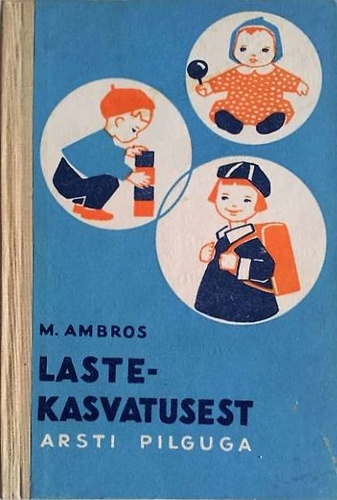 M. AMBROS
LASTE-
KASVATUSEST
ARSTI PILGUGA